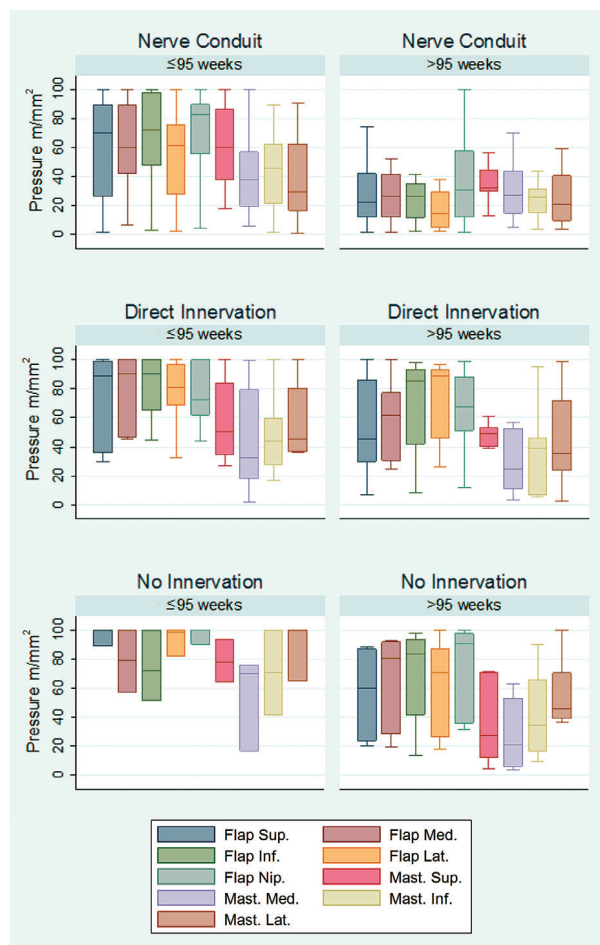 Nerve Conduit
≤95 weeks
Nerve Conduit
>95 weeks
Pressure m/mm²
100
80
60
40
20
0
Direct Innervation
≤95 weeks
Direct Innervation
>95 weeks
Pressure m/mm²
100
80
60
40
20
0
No Innervation
≤95 weeks
No Innervation
>95 weeks
Pressure m/mm²
100
80
60
40
20
0
Flap Sup.
Flap Med.
Flap Inf.
Flap Lat.
Flap Nip.
Mast. Sup.
Mast. Med.
Mast. Inf.
Mast. Lat.